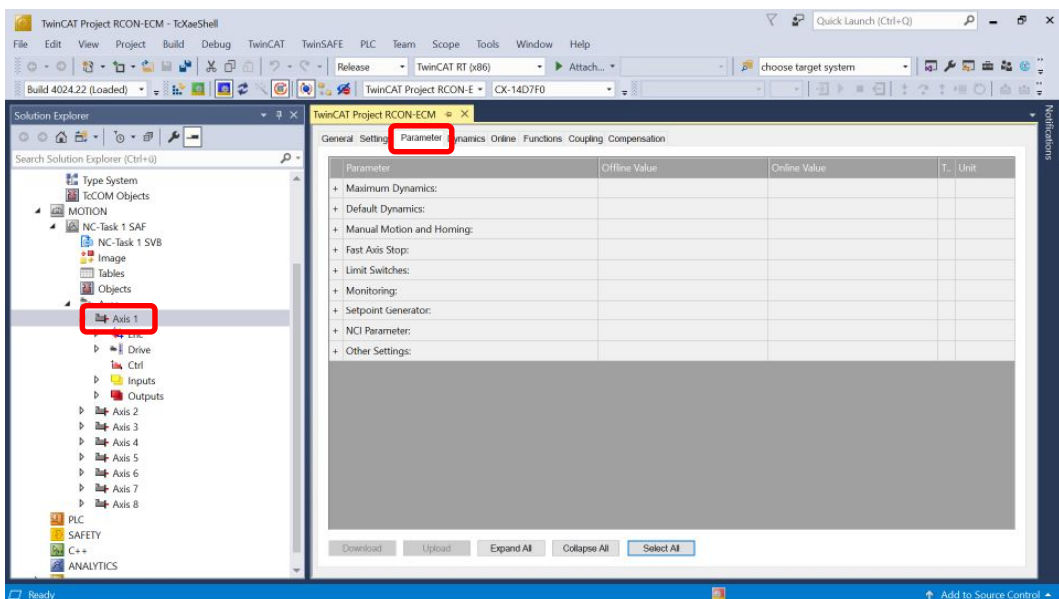 TwinCAT Project RCON-ECM - TcXaeShell
Quick Launch (Ctrl+Q)
File Edit View Project Build Debug TwinCAT TwinSAFE PLC Team Scope Tools Window Help
Release TwinCAT RT (x86) Attach... choose target system
Build 4024.22 (Loaded) TwinCAT Project RCON-E CX-14D7F0
Solution Explorer
Search Solution Explorer (Ctrl+ü)
Type System
TcCOM Objects
MOTION
NC-Task 1 SAF
NC-Task 1 SVB
Image
Tables
Objects
Axis 1
Drive
Ctrl
Inputs
Outputs
Axis 2
Axis 3
Axis 4
Axis 5
Axis 6
Axis 7
Axis 8
PLC
SAFETY
C++
ANALYTICS
TwinCAT Project RCON-ECM
General Setting Parameter Dynamics Online Functions Coupling Compensation
Parameter Offline Value Online Value T.. Unit
+ Maximum Dynamics:
+ Default Dynamics:
+ Manual Motion and Homing:
+ Fast Axis Stop:
+ Limit Switches:
+ Monitoring:
+ Setpoint Generator:
+ NCI Parameter:
+ Other Settings:
Download Upload Expand All Collapse All Select All
Notifications
Ready Add to Source Control